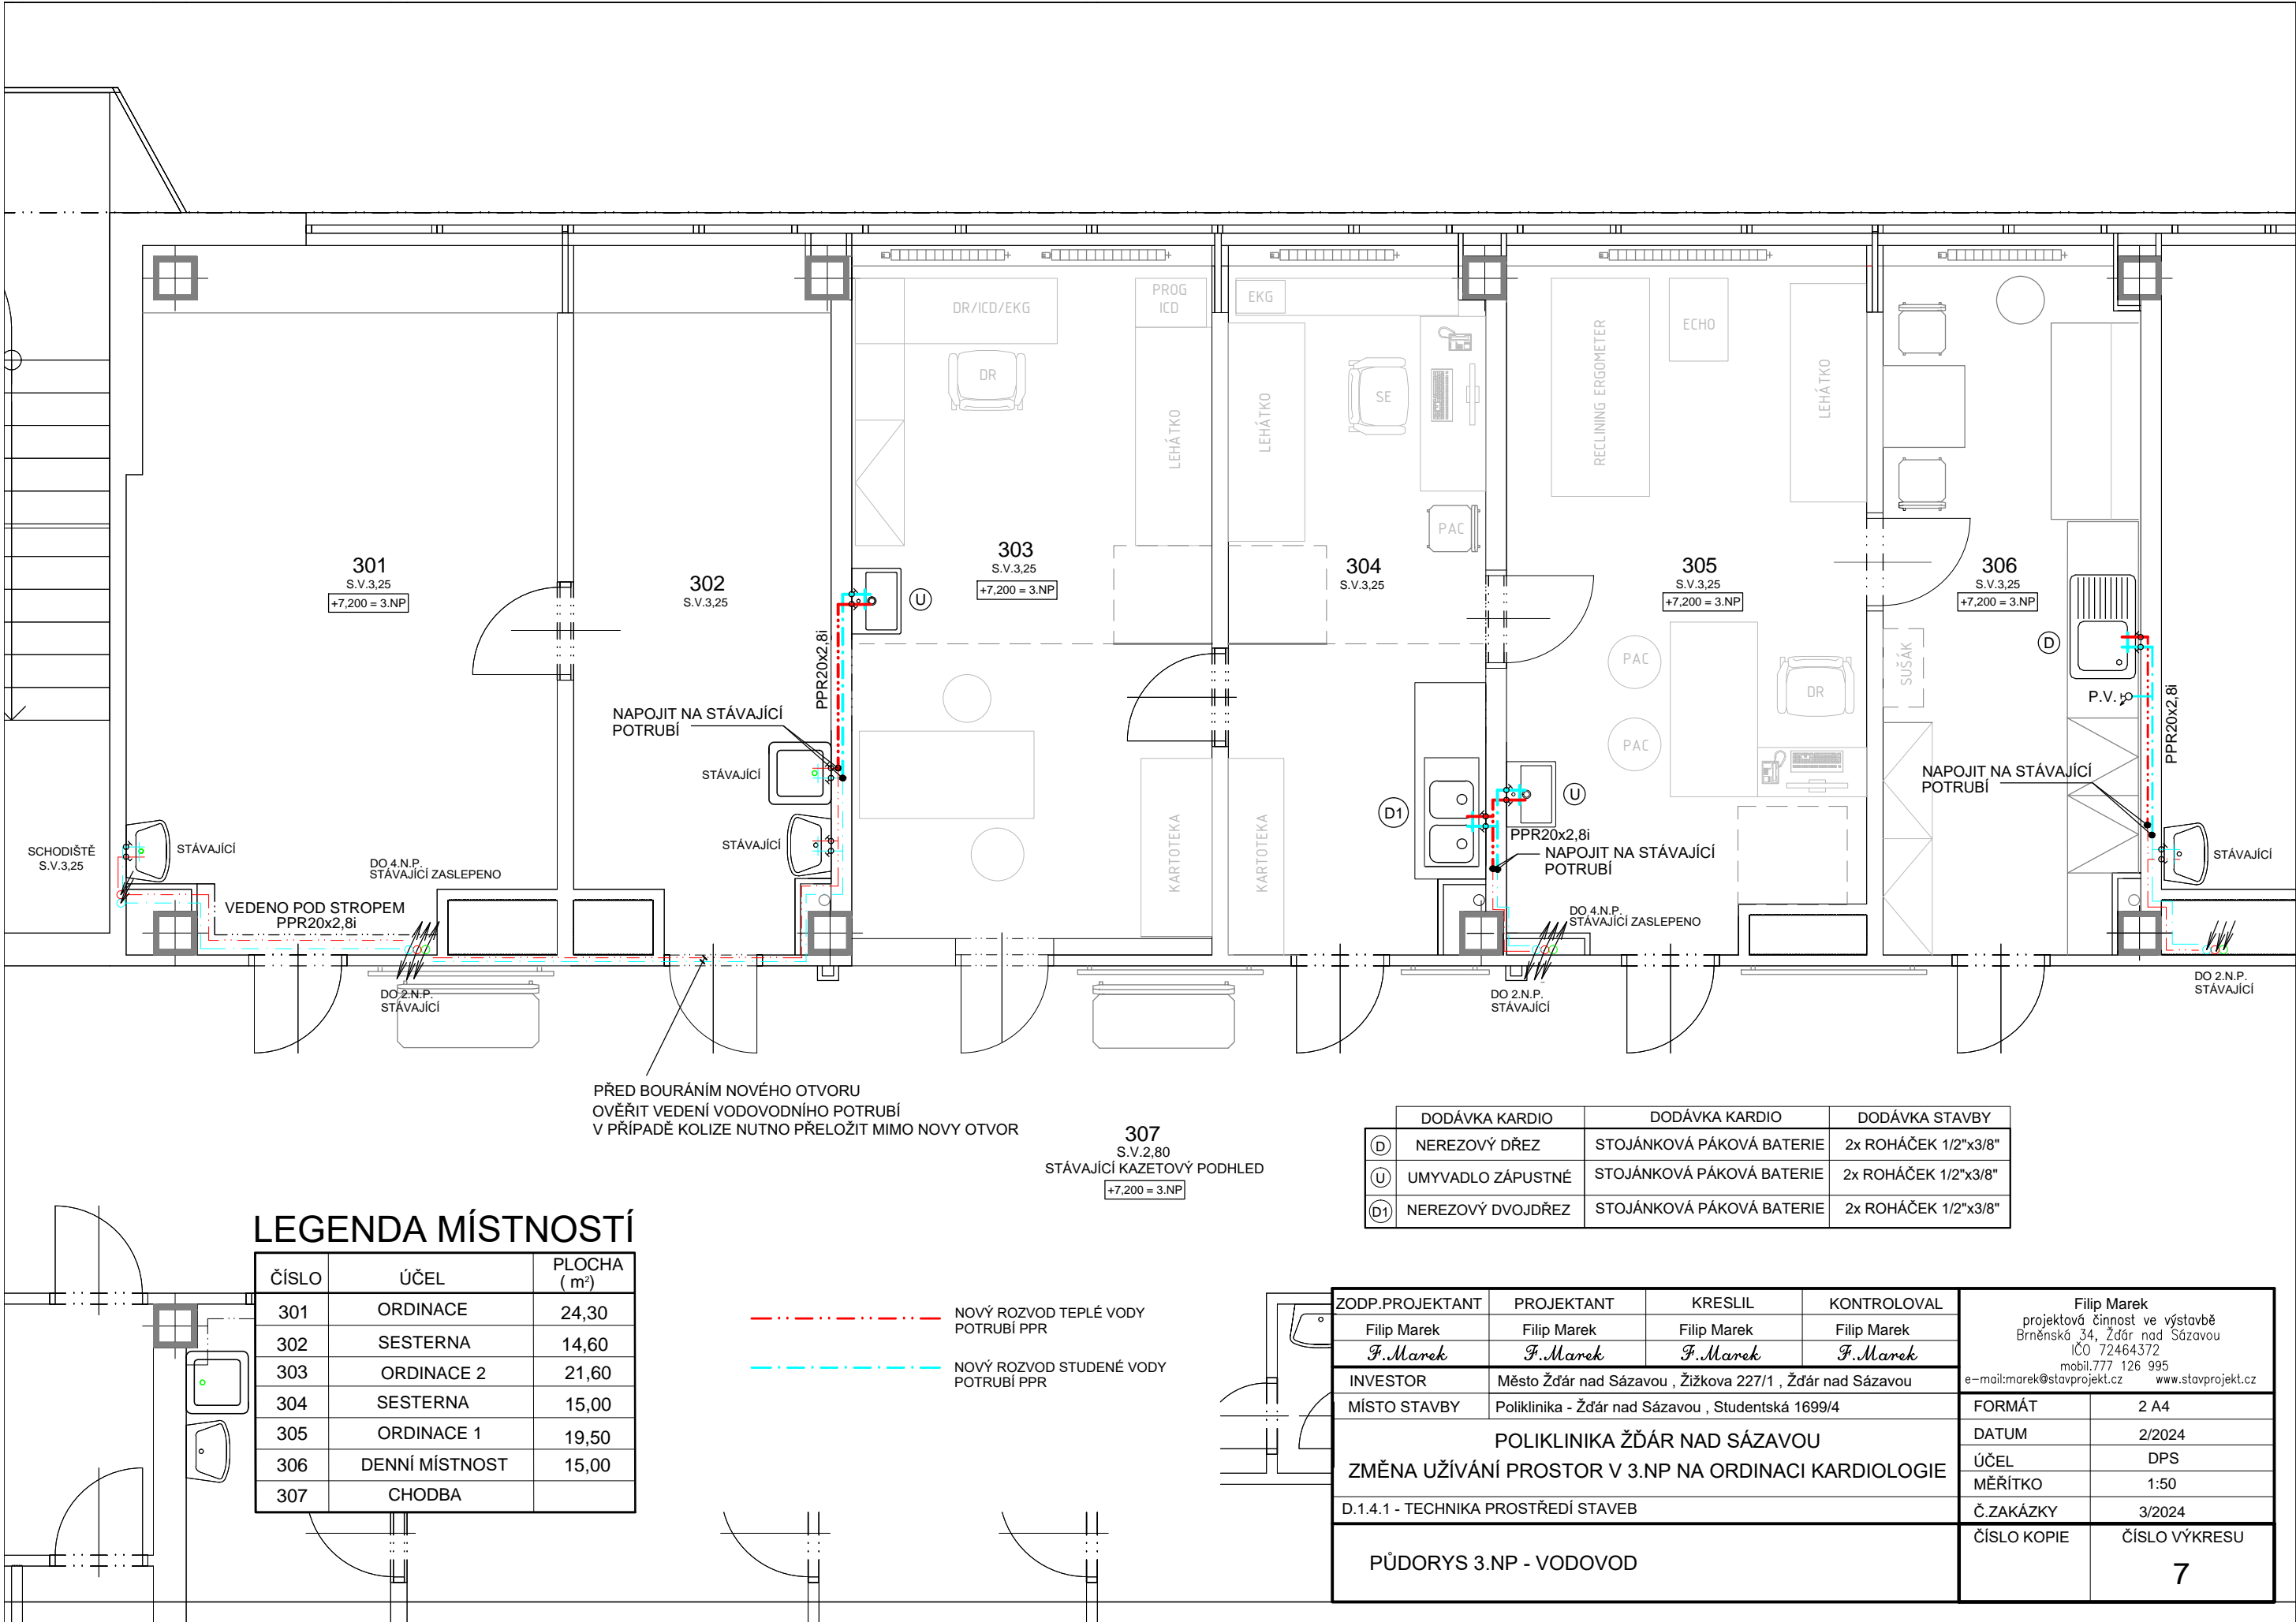 DR/ICD/EKG
PROG
ICD
DR
LEHÁTKO
EKG
LEHÁTKO
SE
PAC
RECLINING ERGOMETER
ECHO
LEHÁTKO
301
S.V.3,25
+7,200 = 3.NP
302
S.V.3,25
303
S.V.3,25
+7,200 = 3.NP
304
S.V.3,25
305
S.V.3,25
+7,200 = 3.NP
306
S.V.3,25
+7,200 = 3.NP
U
PPR20x2,8i
NAPOJIT NA STÁVAJÍCÍ
POTRUBÍ
STÁVAJÍCÍ
STÁVAJÍCÍ
KARTOTEKA
KARTOTEKA
D1
U
PPR20x2,8i
NAPOJIT NA STÁVAJÍCÍ
POTRUBÍ
PAC
PAC
DR
SUŠÁK
D
P.V.
PPR20x2,8i
NAPOJIT NA STÁVAJÍCÍ
POTRUBÍ
STÁVAJÍCÍ
SCHODIŠTĚ
S.V.3,25
STÁVAJÍCÍ
DO 4.N.P.
STÁVAJÍCÍ ZASLEPENO
VEDENO POD STROPEM
PPR20x2,8i
DO 2.N.P.
STÁVAJÍCÍ
DO 4.N.P.
STÁVAJÍCÍ ZASLEPENO
DO 2.N.P.
STÁVAJÍCÍ
DO 2.N.P.
STÁVAJÍCÍ
PŘED BOURÁNÍM NOVÉHO OTVORU
OVĚŘIT VEDENÍ VODOVODNÍHO POTRUBÍ
V PŘÍPADĚ KOLIZE NUTNO PŘELOŽIT MIMO NOVY OTVOR
307
S.V.2,80
STÁVAJÍCÍ KAZETOVÝ PODHLED
+7,200 = 3.NP
DODÁVKA KARDIO DODÁVKA KARDIO DODÁVKA STAVBY
D NEREZOVÝ DŘEZ STOJÁNKOVÁ PÁKOVÁ BATERIE 2x ROHÁČEK 1/2"x3/8"
U UMYVADLO ZÁPUSTNÉ STOJÁNKOVÁ PÁKOVÁ BATERIE 2x ROHÁČEK 1/2"x3/8"
D1 NEREZOVÝ DVOJDŘEZ STOJÁNKOVÁ PÁKOVÁ BATERIE 2x ROHÁČEK 1/2"x3/8"
LEGENDA MÍSTNOSTÍ
ČÍSLO ÚČEL PLOCHA
( m²)
301 ORDINACE 24,30
302 SESTERNA 14,60
303 ORDINACE 2 21,60
304 SESTERNA 15,00
305 ORDINACE 1 19,50
306 DENNÍ MÍSTNOST 15,00
307 CHODBA
NOVÝ ROZVOD TEPLÉ VODY
POTRUBÍ PPR
NOVÝ ROZVOD STUDENÉ VODY
POTRUBÍ PPR
ZODP.PROJEKTANT PROJEKTANT KRESLIL KONTROLOVAL
Filip Marek Filip Marek Filip Marek Filip Marek
F.Marek F.Marek F.Marek F.Marek
INVESTOR Město Žďár nad Sázavou , Žižkova 227/1 , Žďár nad Sázavou
MÍSTO STAVBY Poliklinika - Žďár nad Sázavou , Studentská 1699/4
POLIKLINIKA ŽĎÁR NAD SÁZAVOU
ZMĚNA UŽÍVÁNÍ PROSTOR V 3.NP NA ORDINACI KARDIOLOGIE
D.1.4.1 - TECHNIKA PROSTŘEDÍ STAVEB
PŮDORYS 3.NP - VODOVOD
Filip Marek
projektová činnost ve výstavbě
Brněnská 34, Žďár nad Sázavou
IČO 72464372
mobil.777 126 995
e-mail:marek@stavprojekt.cz www.stavprojekt.cz
FORMÁT 2 A4
DATUM 2/2024
ÚČEL DPS
MĚŘÍTKO 1:50
Č.ZAKÁZKY 3/2024
ČÍSLO KOPIE ČÍSLO VÝKRESU
7